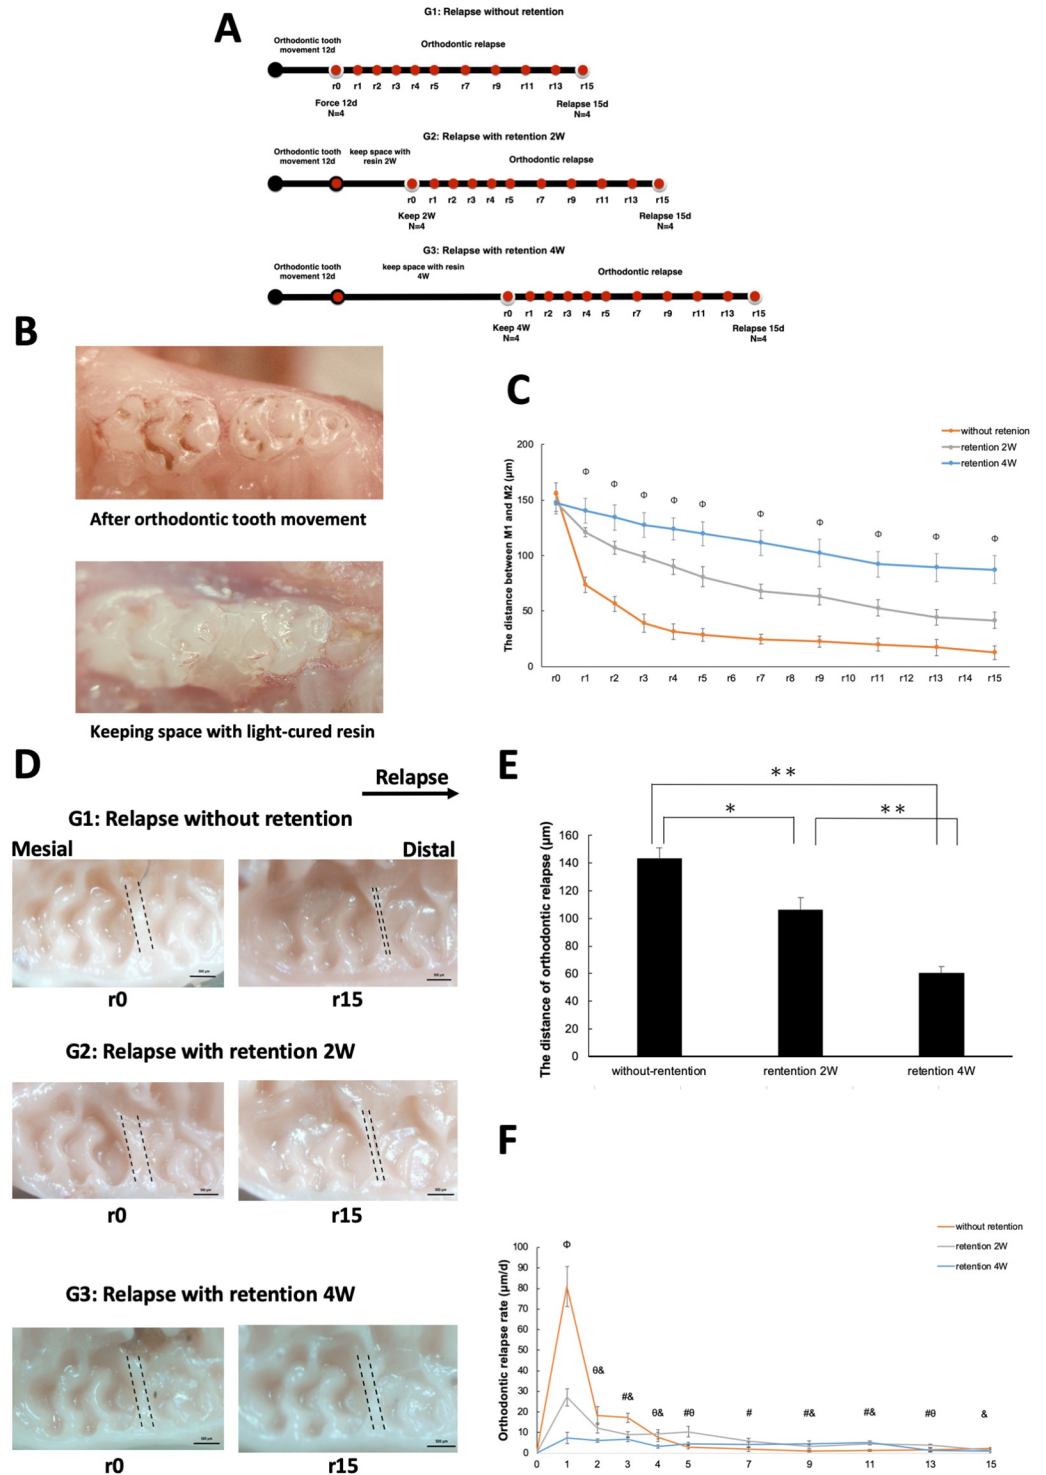 A
G1: Relapse without retention
Orthodontic tooth
movement 12d
Orthodontic relapse
r0 r1 r2 r3 r4 r5 r7 r9 r11 r13 r15
Force 12d
N=4
Relapse 15d
N=4
G2: Relapse with retention 2W
Orthodontic tooth
movement 12d
keep space with
resin 2W
Orthodontic relapse
r0 r1 r2 r3 r4 r5 r7 r9 r11 r13 r15
Keep 2W
N=4
Relapse 15d
N=4
G3: Relapse with retention 4W
Orthodontic tooth
movement 12d
keep space with resin
4W
Orthodontic relapse
r0 r1 r2 r3 r4 r5 r7 r9 r11 r13 r15
Keep 4W
N=4
Relapse 15d
N=4
B
After orthodontic tooth movement
Keeping space with light-cured resin
C
without retenion
retention 2W
retention 4W
The distance between M1 and M2 (μm)
200
150
100
50
0
Φ Φ Φ Φ Φ Φ Φ Φ Φ Φ
r0 r1 r2 r3 r4 r5 r6 r7 r8 r9 r10 r11 r12 r13 r14 r15
D
Relapse
G1: Relapse without retention
Mesial
Distal
r0
r15
G2: Relapse with retention 2W
r0
r15
G3: Relapse with retention 4W
r0
r15
E
The distance of orthodontic relapse (μm)
**
* **
160
140
120
100
80
60
40
20
0
without-rentention rentention 2W retention 4W
F
without retention
retention 2W
retention 4W
Orthodontic relapse rate (μm/d)
100
90
80
70
60
50
40
30
20
10
0
Φ
θ&
#&
θ& #θ # #& #& #θ &
0 1 2 3 4 5 7 9 11 13 15